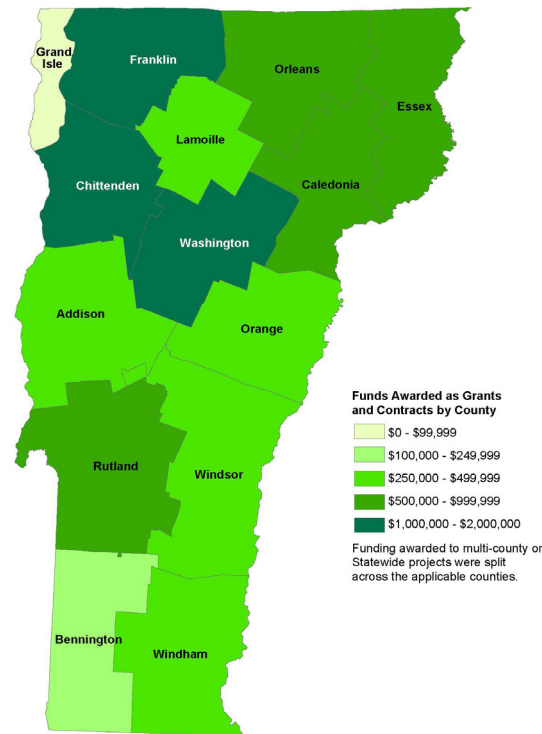 Grand
Isle
Franklin
Orleans
Essex
Lamoille
Caledonia
Chittenden
Washington
Addison
Orange
Rutland
Windsor
Bennington
Windham
Funds Awarded as Grants
and Contracts by County
$0 - $99,999
$100,000 - $249,999
$250,000 - $499,999
$500,000 - $999,999
$1,000,000 - $2,000,000
Funding awarded to multi-county or
Statewide projects were split
across the applicable counties.